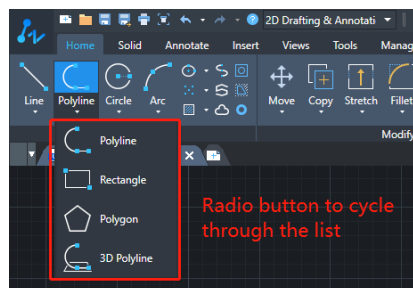 2D Drafting & Annotati
Home Solid Annotate Insert Views Tools Manag
Line Polyline Circle Arc Move Copy Stretch Fillet
Modify
Polyline
Rectangle
Polygon
3D Polyline
Radio button to cycle
through the list